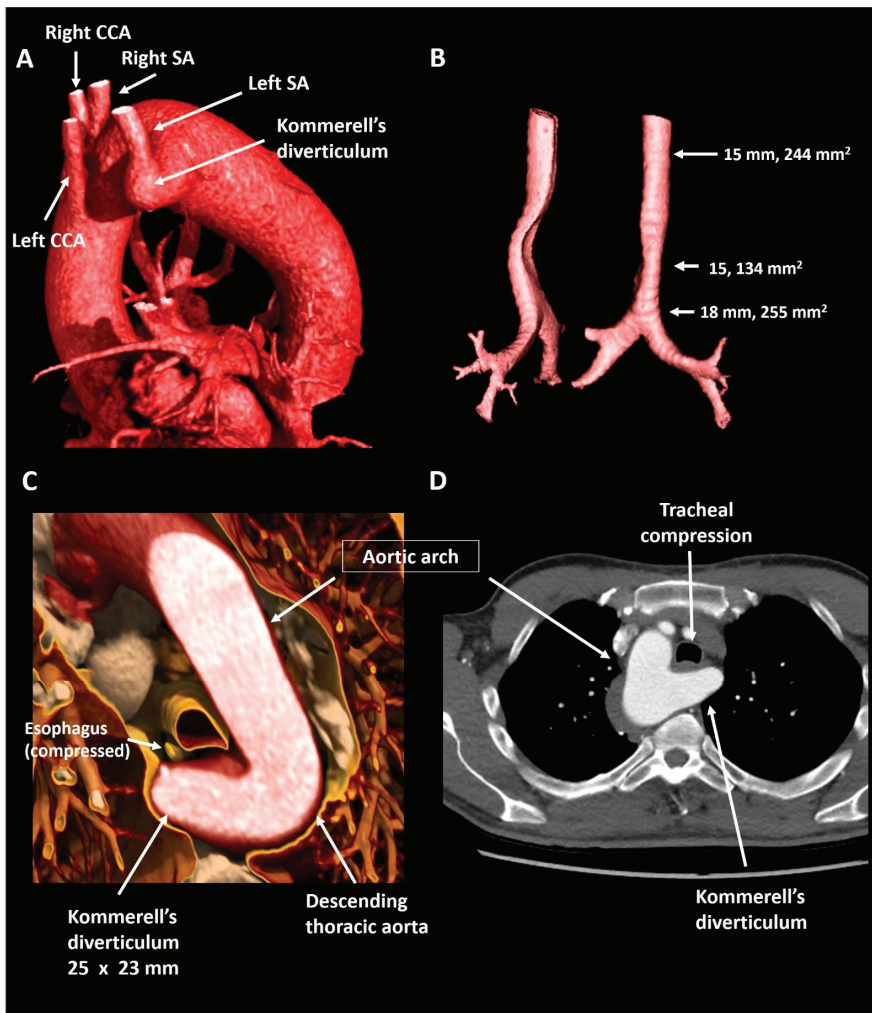 A
Right CCA
Right SA
Left SA
Kommerell's
diverticulum
Left CCA
B
15 mm, 244 mm²
15, 134 mm²
18 mm, 255 mm²
C
Aortic arch
Esophagus
(compressed)
Kommerell's
diverticulum
25 x 23 mm
Descending
thoracic aorta
D
Tracheal
compression
Kommerell's
diverticulum